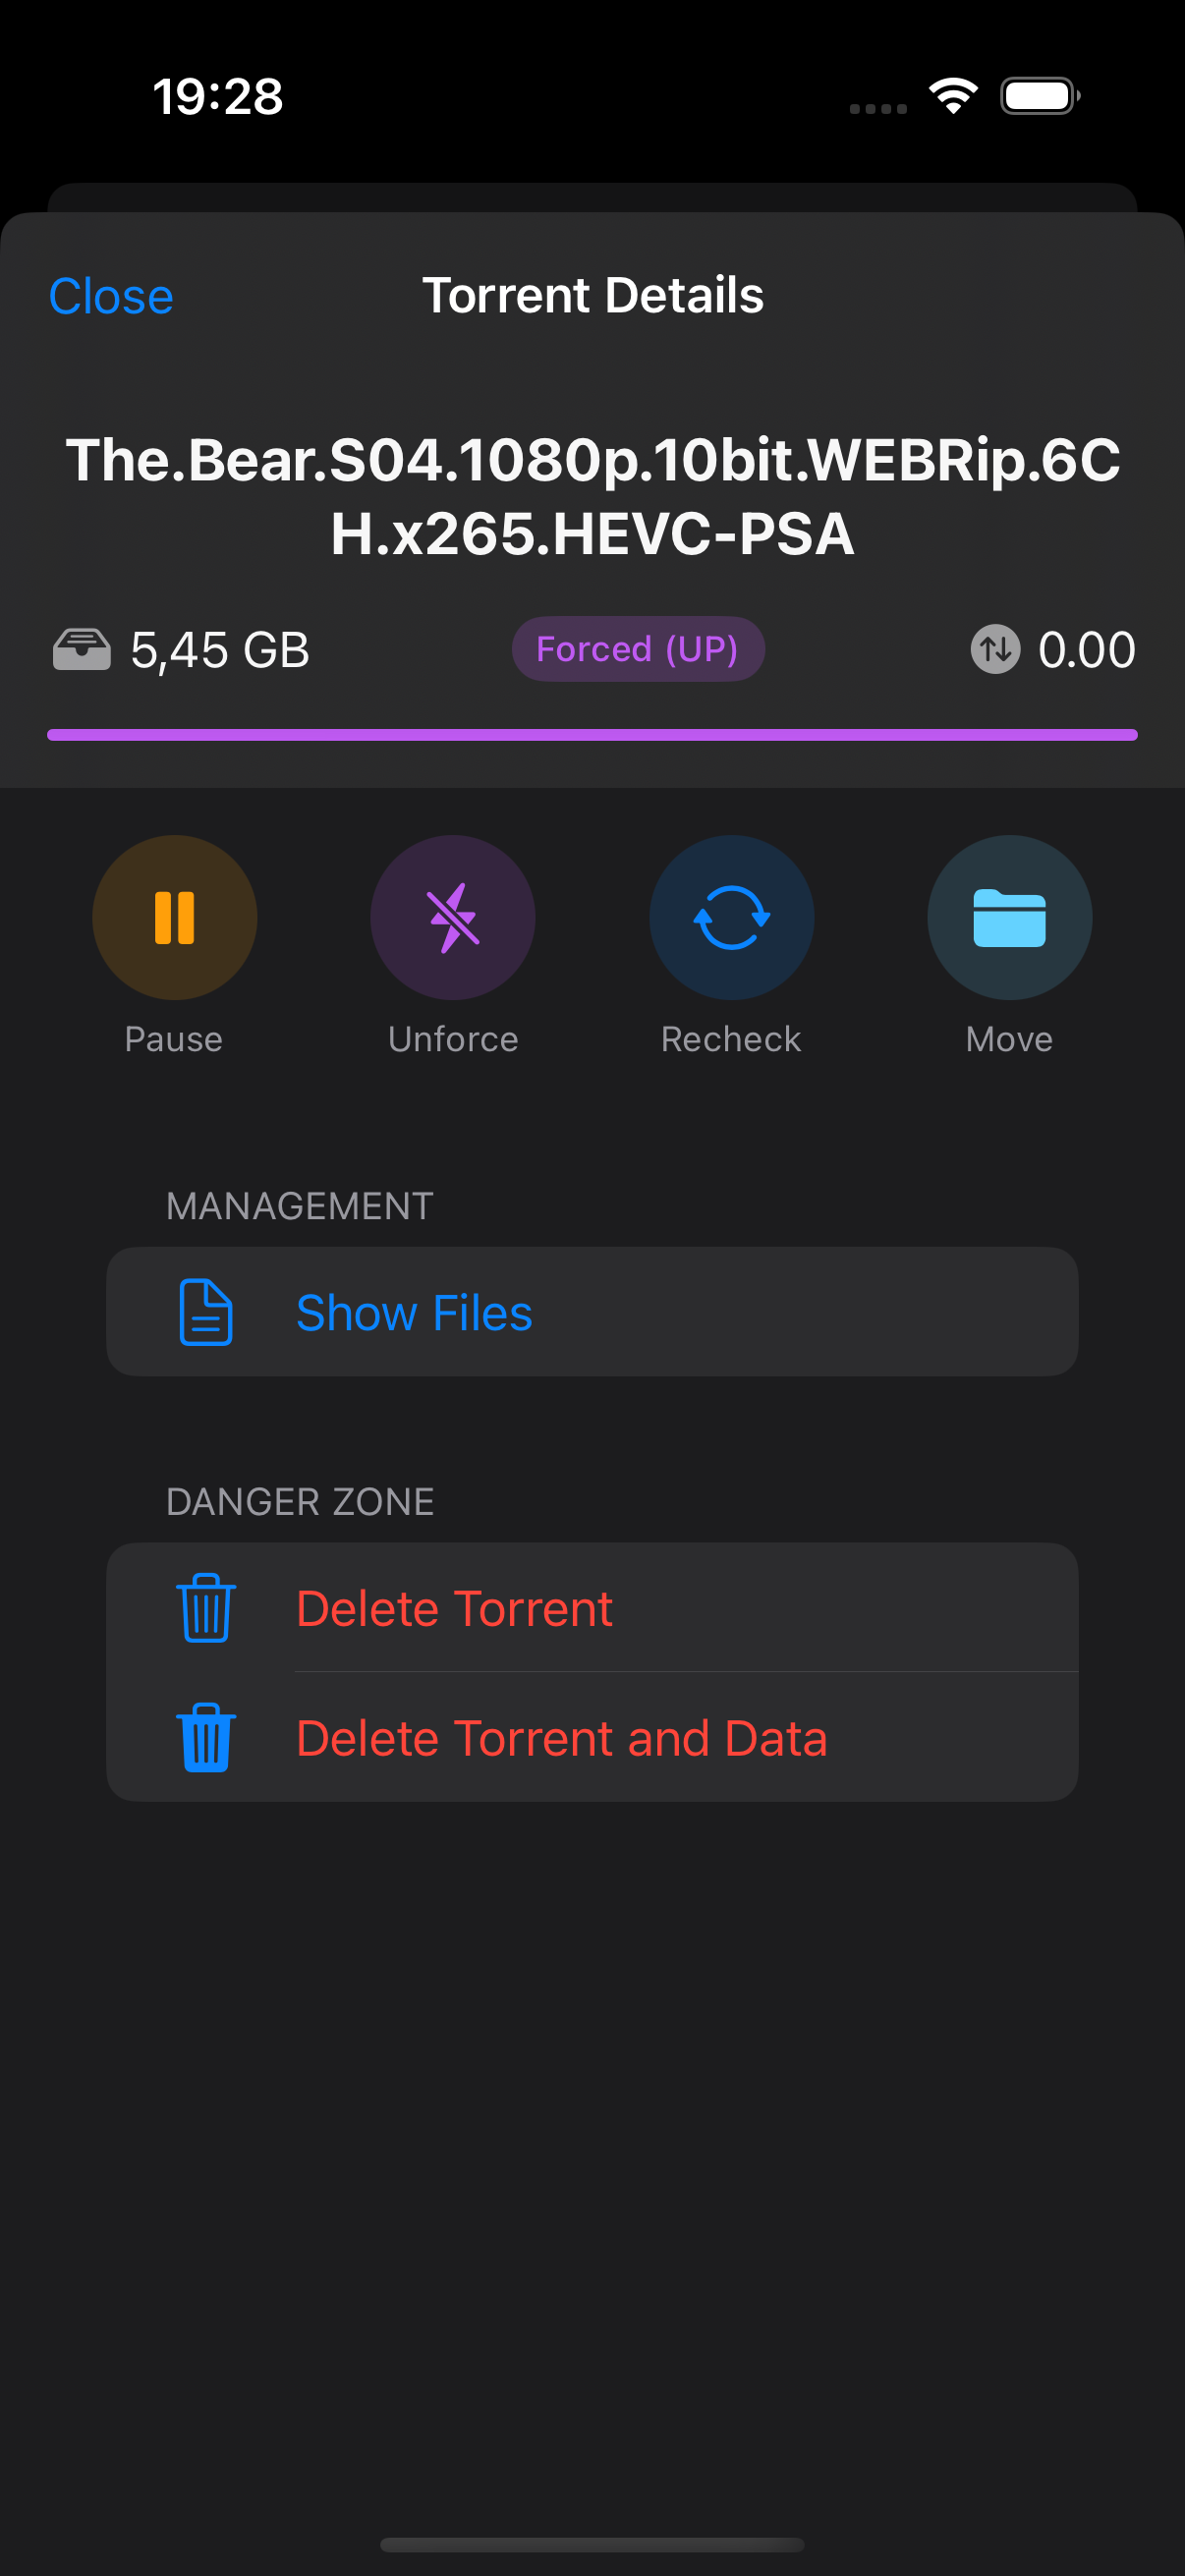 19:28
Close
Torrent Details
The.Bear.S04.1080p.10bit.WEBRip.6C
H.x265.HEVC-PSA
5,45 GB
Forced (UP)
0.00
Pause
Unforce
Recheck
Move
MANAGEMENT
Show Files
DANGER ZONE
Delete Torrent
Delete Torrent and Data